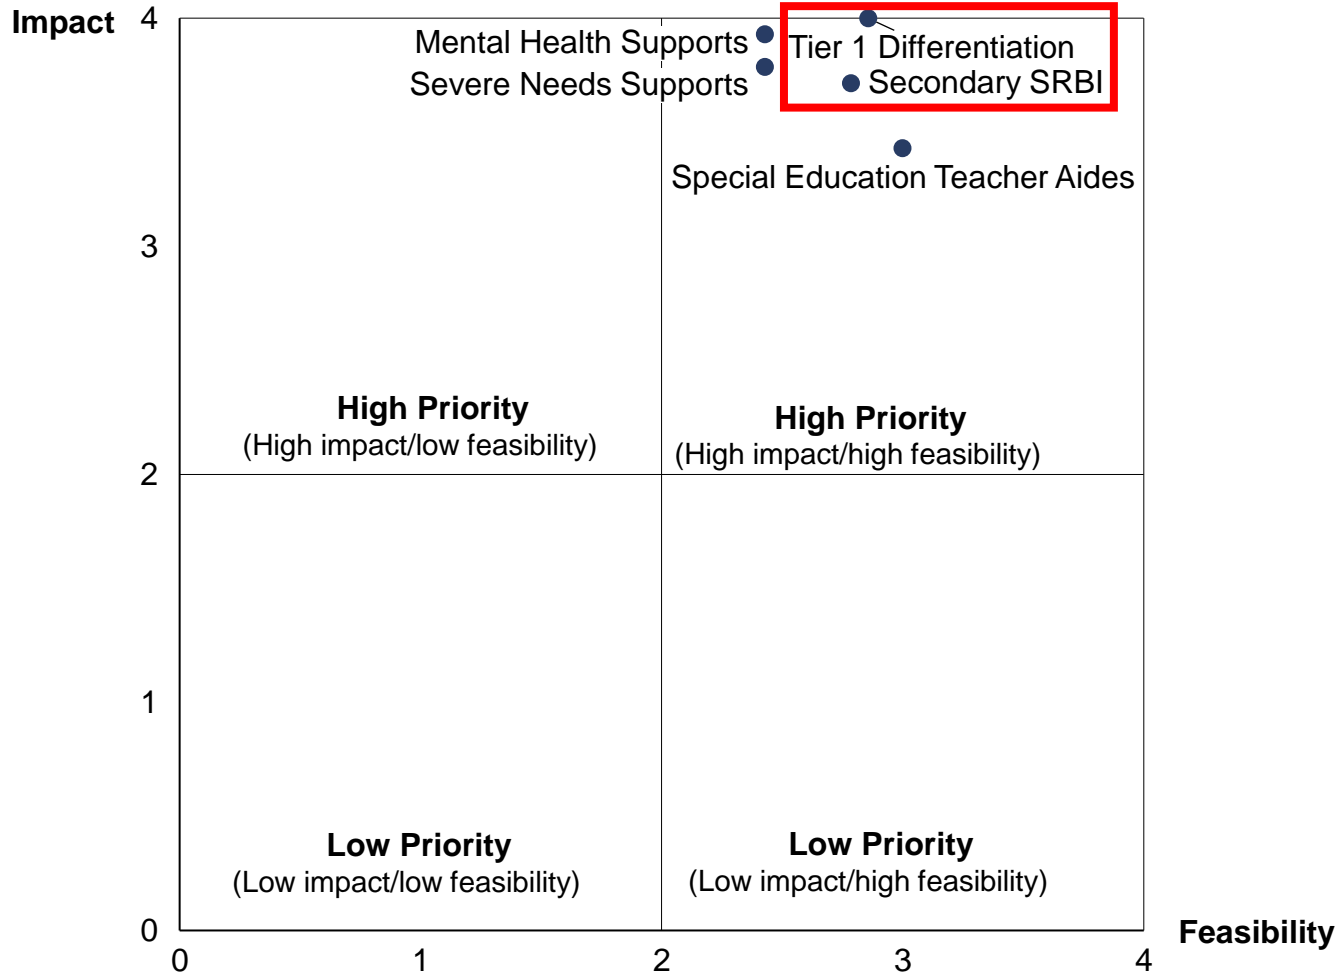 Impact
4
Mental Health Supports
Tier 1 Differentiation
Severe Needs Supports
Secondary SRBI
Special Education Teacher Aides
3
High Priority
(High impact/low feasibility)
High Priority
(High impact/high feasibility)
2
1
Low Priority
(Low impact/low feasibility)
Low Priority
(Low impact/high feasibility)
0
Feasibility
0 1 2 3 4